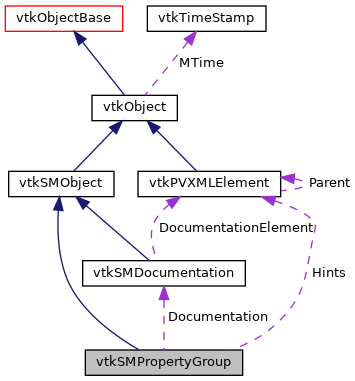 vtkObjectBase
vtkTimeStamp
MTime
vtkObject
vtkSMObject
vtkPVXMLElement
Parent
DocumentationElement
vtkSMDocumentation
Hints
Documentation
vtkSMPropertyGroup